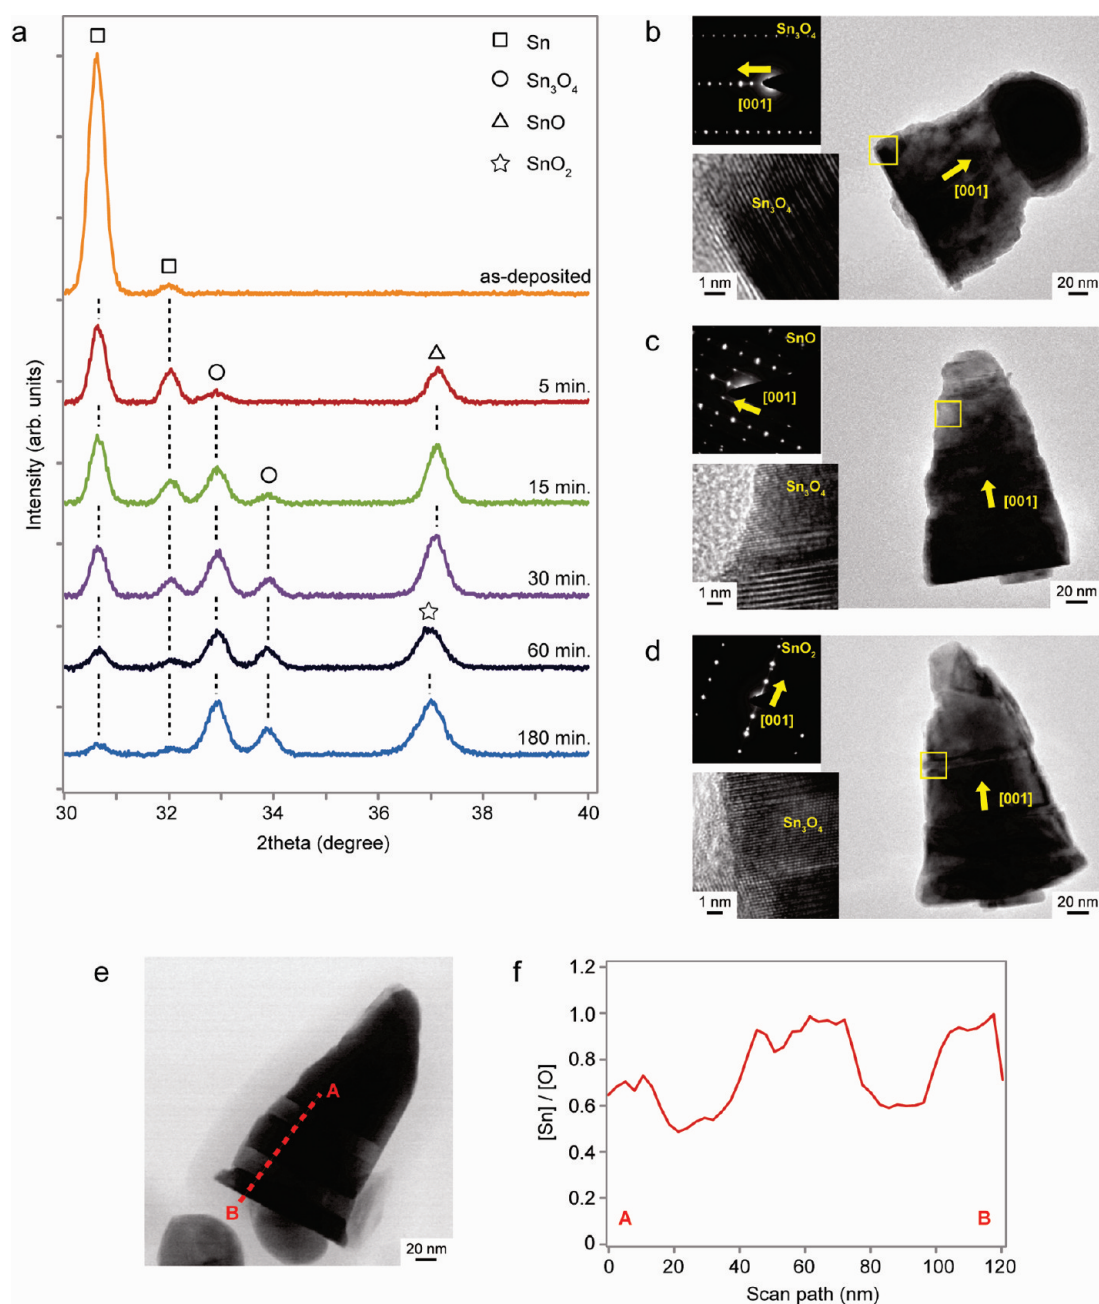 a
Sn
Sn3O4
SnO
SnO2
as-deposited
5 min.
15 min.
30 min.
60 min.
180 min.
Intensity (arb. units)
30 32 34 36 38 40
2theta (degree)
b
Sn3O4
[001]
Sn3O4
1 nm
[001]
20 nm
c
SnO
[001]
Sn3O4
1 nm
[001]
20 nm
d
SnO2
[001]
Sn3O4
1 nm
[001]
20 nm
e
A
B
20 nm
f
[Sn] / [O]
1.2
1.0
0.8
0.6
0.4
0.2
0
A B
0 20 40 60 80 100 120
Scan path (nm)